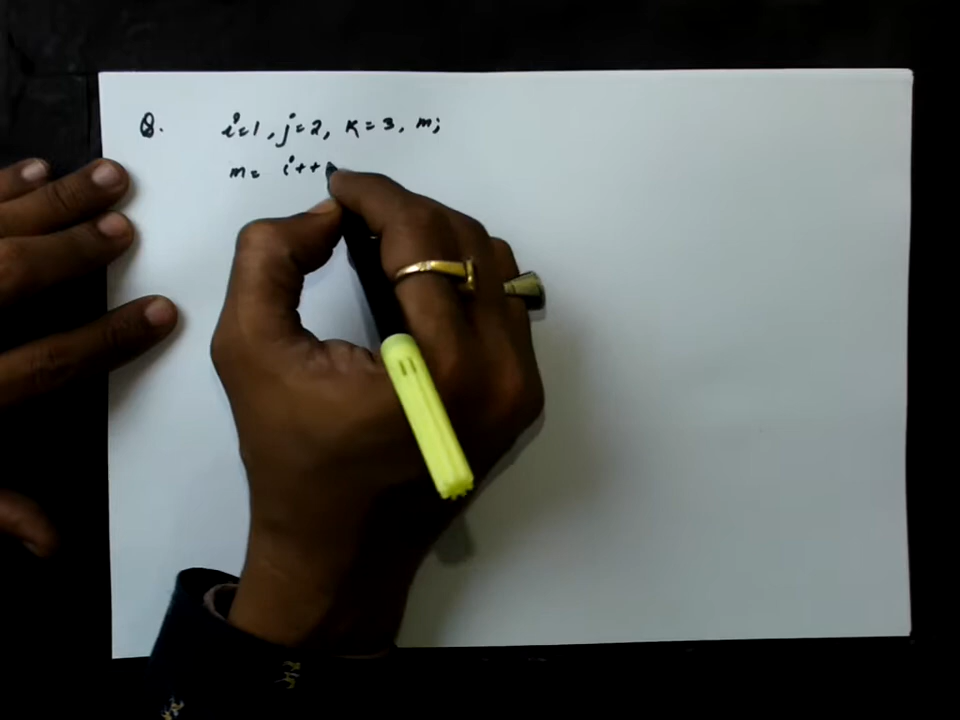 Q. i=1, j=2, K=3, m;
m= i++